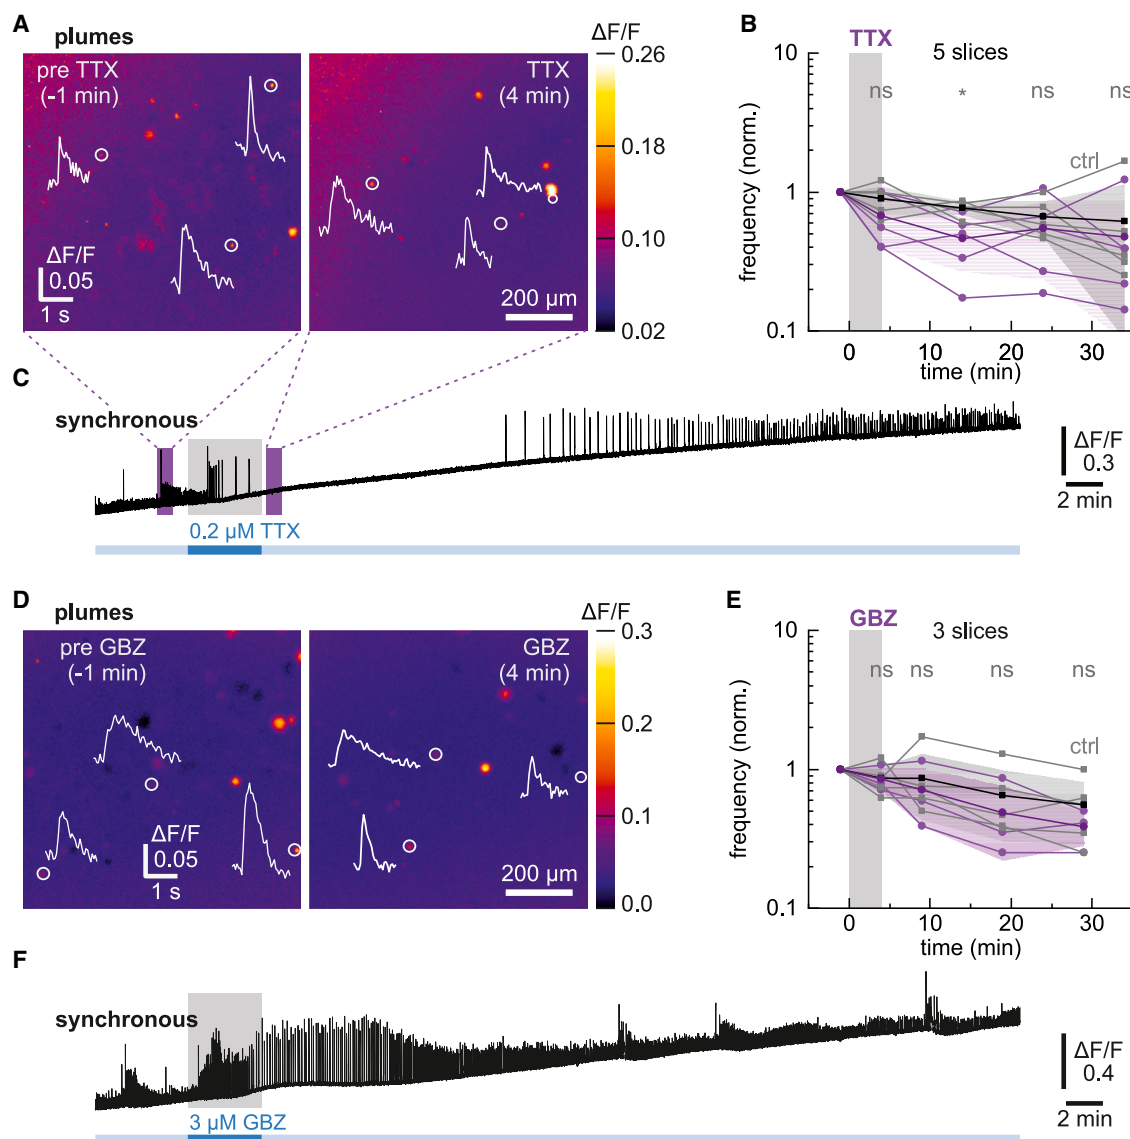 A
plumes
ΔF/F
pre TTX
(-1 min)
TTX
(4 min)
0.26
0.18
0.10
0.02
ΔF/F
0.05
1 s
200 µm
B
TTX
5 slices
10
1
0.1
ns
*
ns
ns
ctrl
frequency (norm.)
0
10
20
30
time (min)
C
synchronous
0.2 µM TTX
ΔF/F
0.3
2 min
D
plumes
ΔF/F
pre GBZ
(-1 min)
GBZ
(4 min)
0.3
0.2
0.1
0.0
ΔF/F
0.05
1 s
200 µm
E
GBZ
3 slices
10
1
0.1
ns
ns
ns
ns
ctrl
frequency (norm.)
0
10
20
30
time (min)
F
synchronous
3 µM GBZ
ΔF/F
0.4
2 min